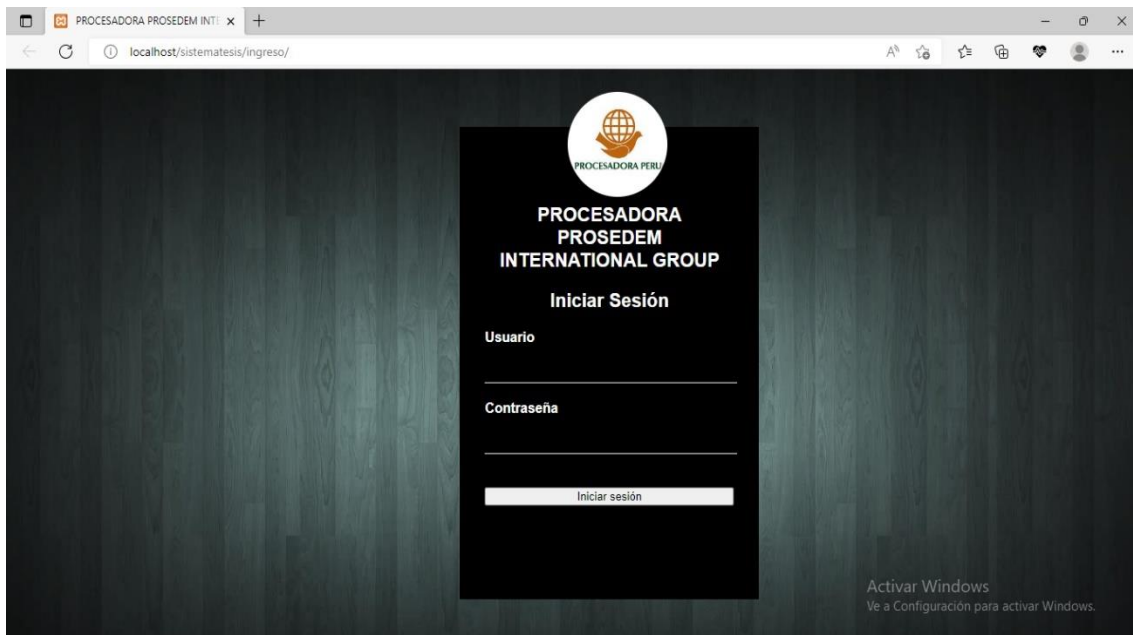 PROCESADORA PROSEDEM INTE
localhost/sistematesis/ingreso/
PROCESADORA PERU
PROCESADORA
PROSEDEM
INTERNATIONAL GROUP
Iniciar Sesión
Usuario
Contraseña
Iniciar sesión
Activar Windows
Ve a Configuración para activar Windows.